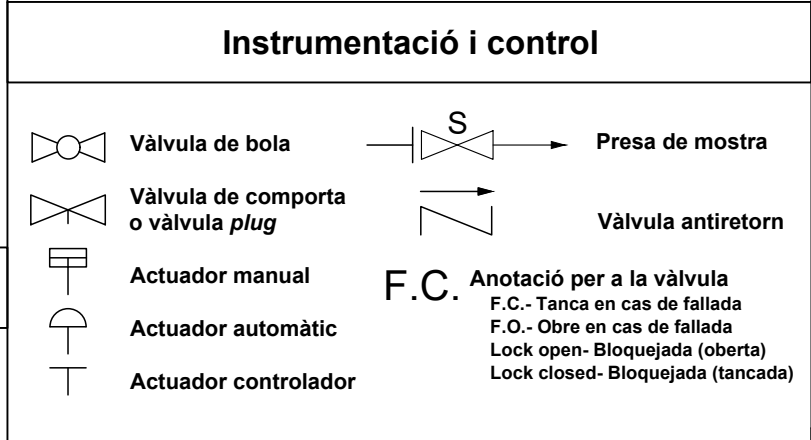 Instrumentació i control
Vàlvula de bola
S
Presa de mostra
Vàlvula de comporta
o vàlvula plug
Vàlvula antiretorn
Actuador manual
F.C.
Anotació per a la vàlvula
F.C.- Tanca en cas de fallada
F.O.- Obre en cas de fallada
Lock open- Bloquejada (oberta)
Lock closed- Bloquejada (tancada)
Actuador automàtic
Actuador controlador